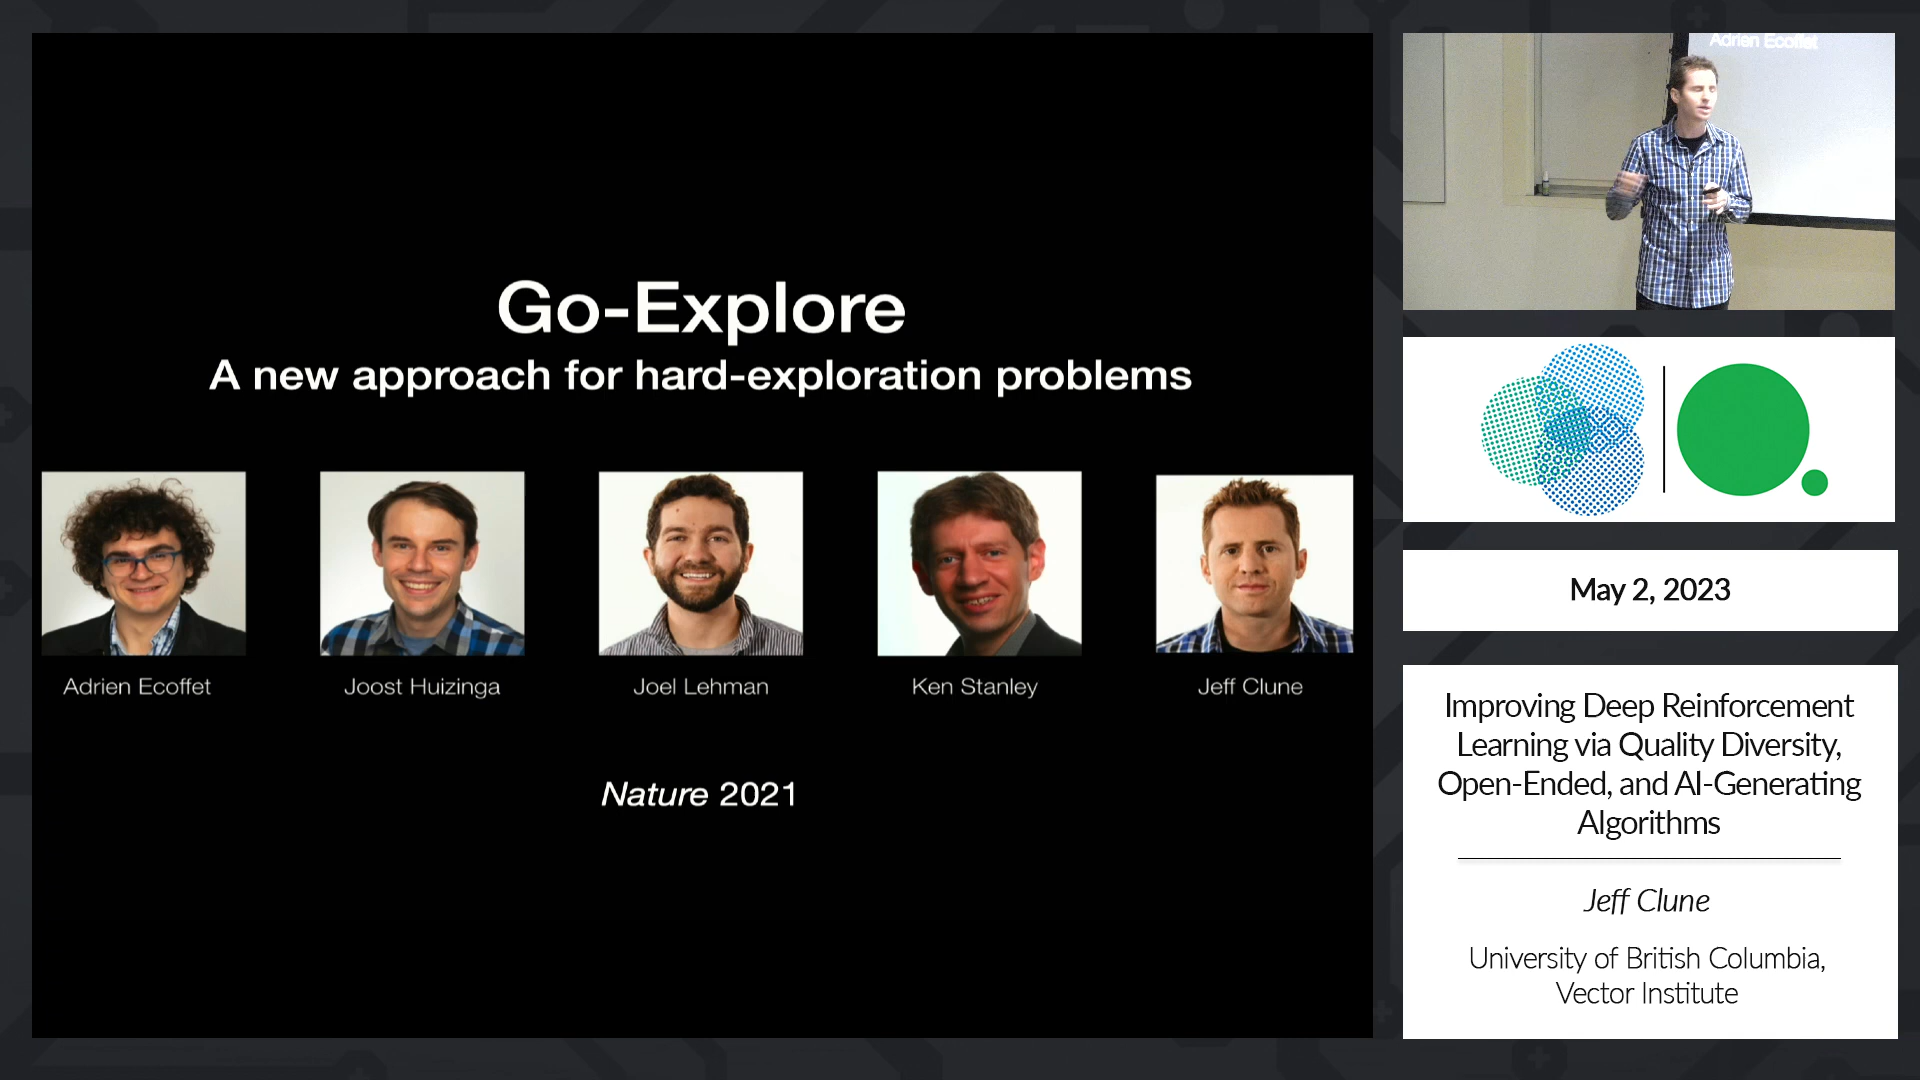 Go-Explore
A new approach for hard-exploration problems
Adrien Ecoffet
Joost Huizinga
Joel Lehman
Ken Stanley
Jeff Clune
Nature 2021
Adrien Ecoffet
May 2, 2023
Improving Deep Reinforcement
Learning via Quality Diversity,
Open-Ended, and AI-Generating
Algorithms
Jeff Clune
University of British Columbia,
Vector Institute